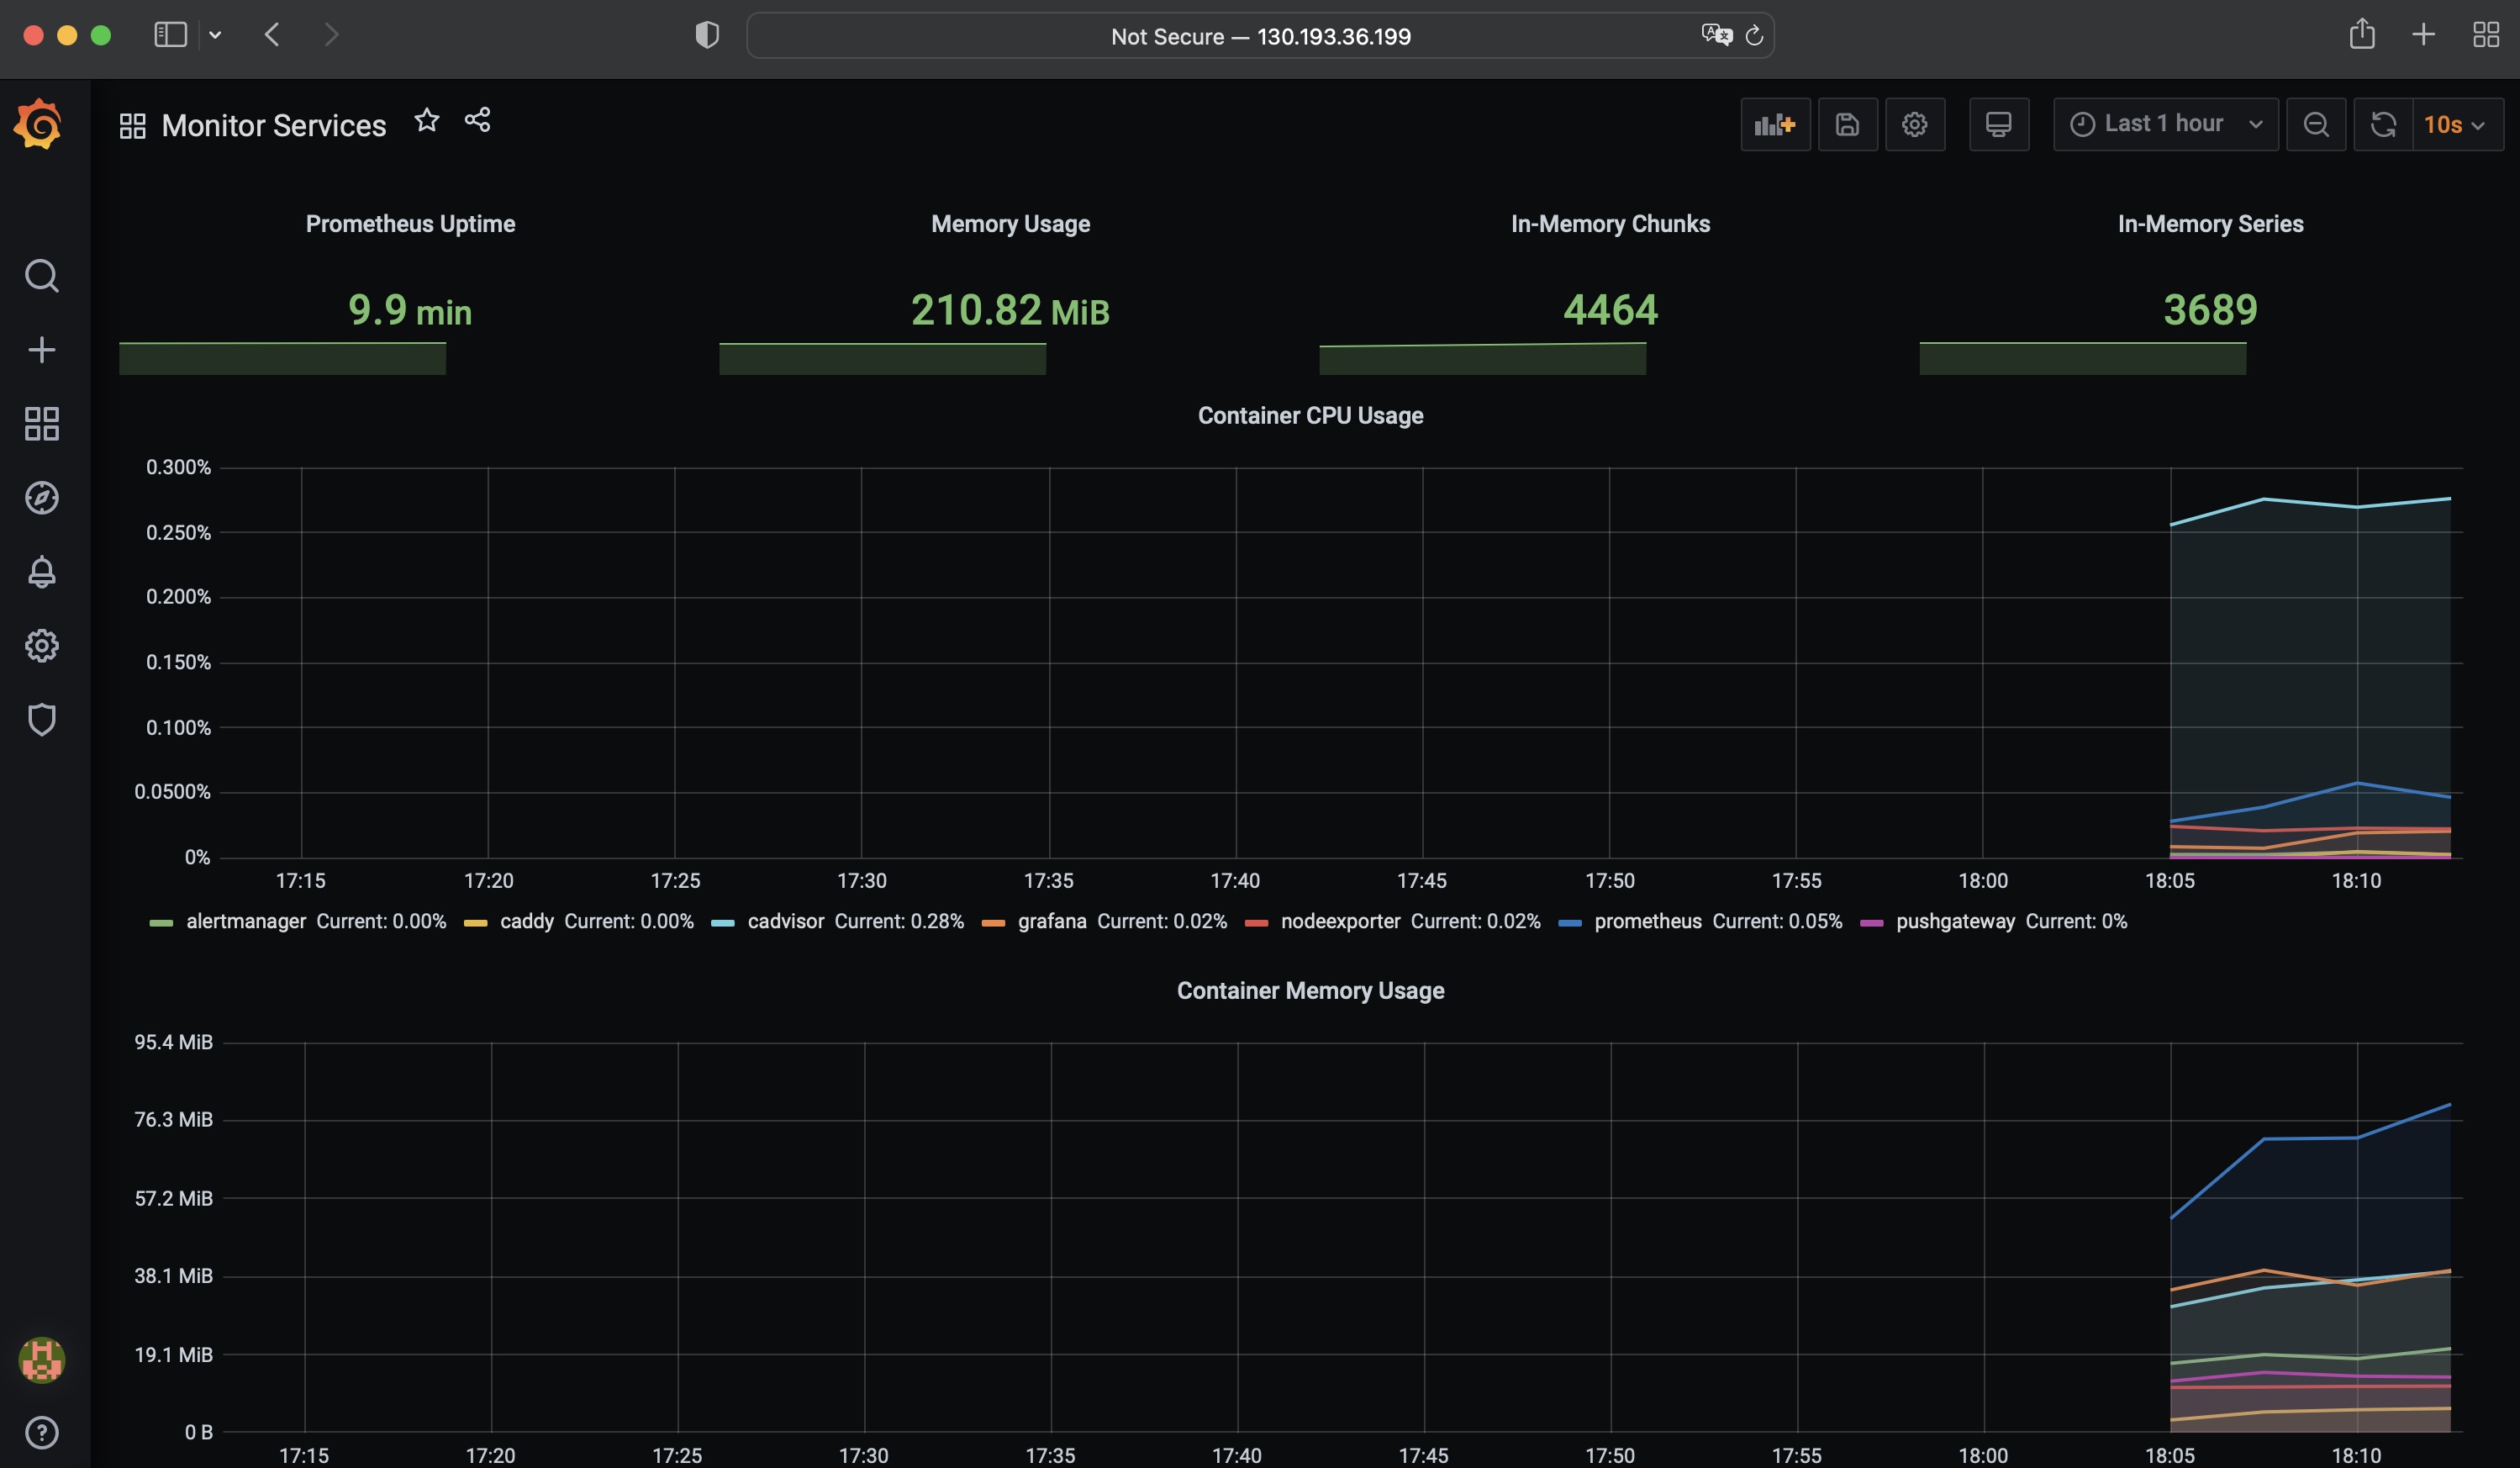 Not Secure — 130.193.36.199
Monitor Services
Last 1 hour
10s
Prometheus Uptime
Memory Usage
In-Memory Chunks
In-Memory Series
9.9 min
210.82 MiB
4464
3689
Container CPU Usage
0.300%
0.250%
0.200%
0.150%
0.100%
0.0500%
0%
17:15 17:20 17:25 17:30 17:35 17:40 17:45 17:50 17:55 18:00 18:05 18:10
alertmanager Current: 0.00% caddy Current: 0.00% cadvisor Current: 0.28% grafana Current: 0.02% nodeexporter Current: 0.02% prometheus Current: 0.05% pushgateway Current: 0%
Container Memory Usage
95.4 MiB
76.3 MiB
57.2 MiB
38.1 MiB
19.1 MiB
0 B
17:15 17:20 17:25 17:30 17:35 17:40 17:45 17:50 17:55 18:00 18:05 18:10